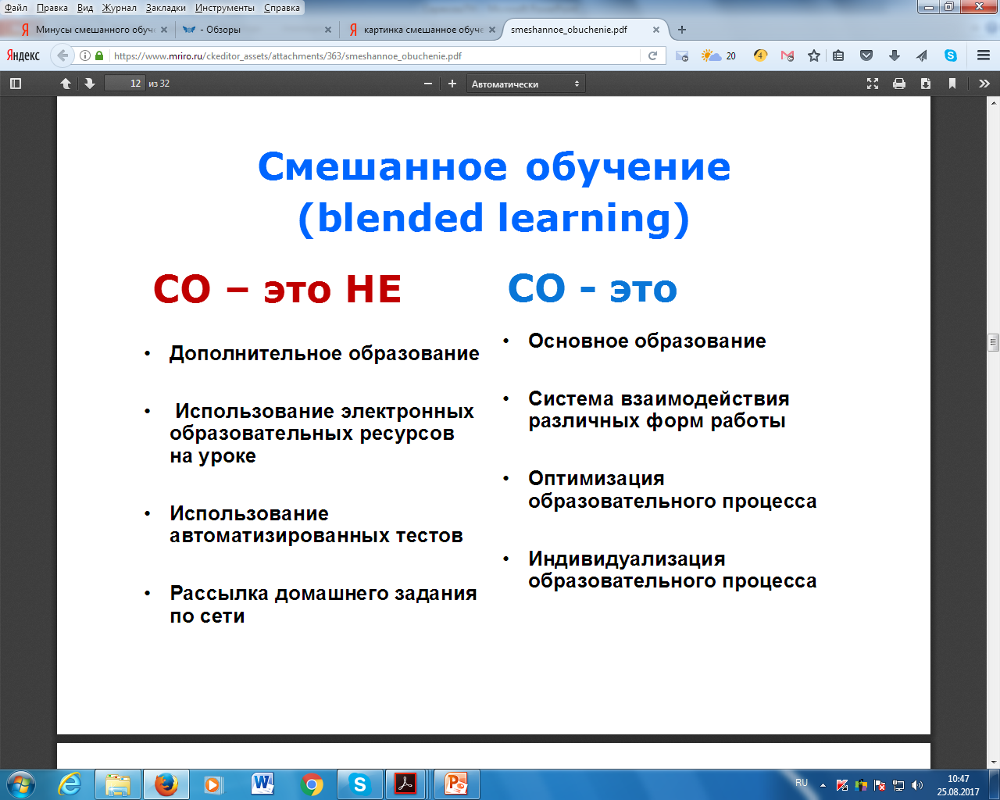 Файл Правка Вид Журнал Закладки Инструменты Справка
Минусы смешанного обуче
- Обзоры
картинка смешанное обуче
smeshannoe_obuchenie.pdf
Яндекс
https://www.mriro.ru/ckeditor_assets/attachments/363/smeshannoe_obuchenie.pdf
20
4
12 из 32
Автоматически
Смешанное обучение
(blended learning)
СО – это НЕ
• Дополнительное образование
• Использование электронных
образовательных ресурсов
на уроке
• Использование
автоматизированных тестов
• Рассылка домашнего задания
по сети
СО - это
• Основное образование
• Система взаимодействия
различных форм работы
• Оптимизация
образовательного процесса
• Индивидуализация
образовательного процесса
RU
10:47
25.08.2017